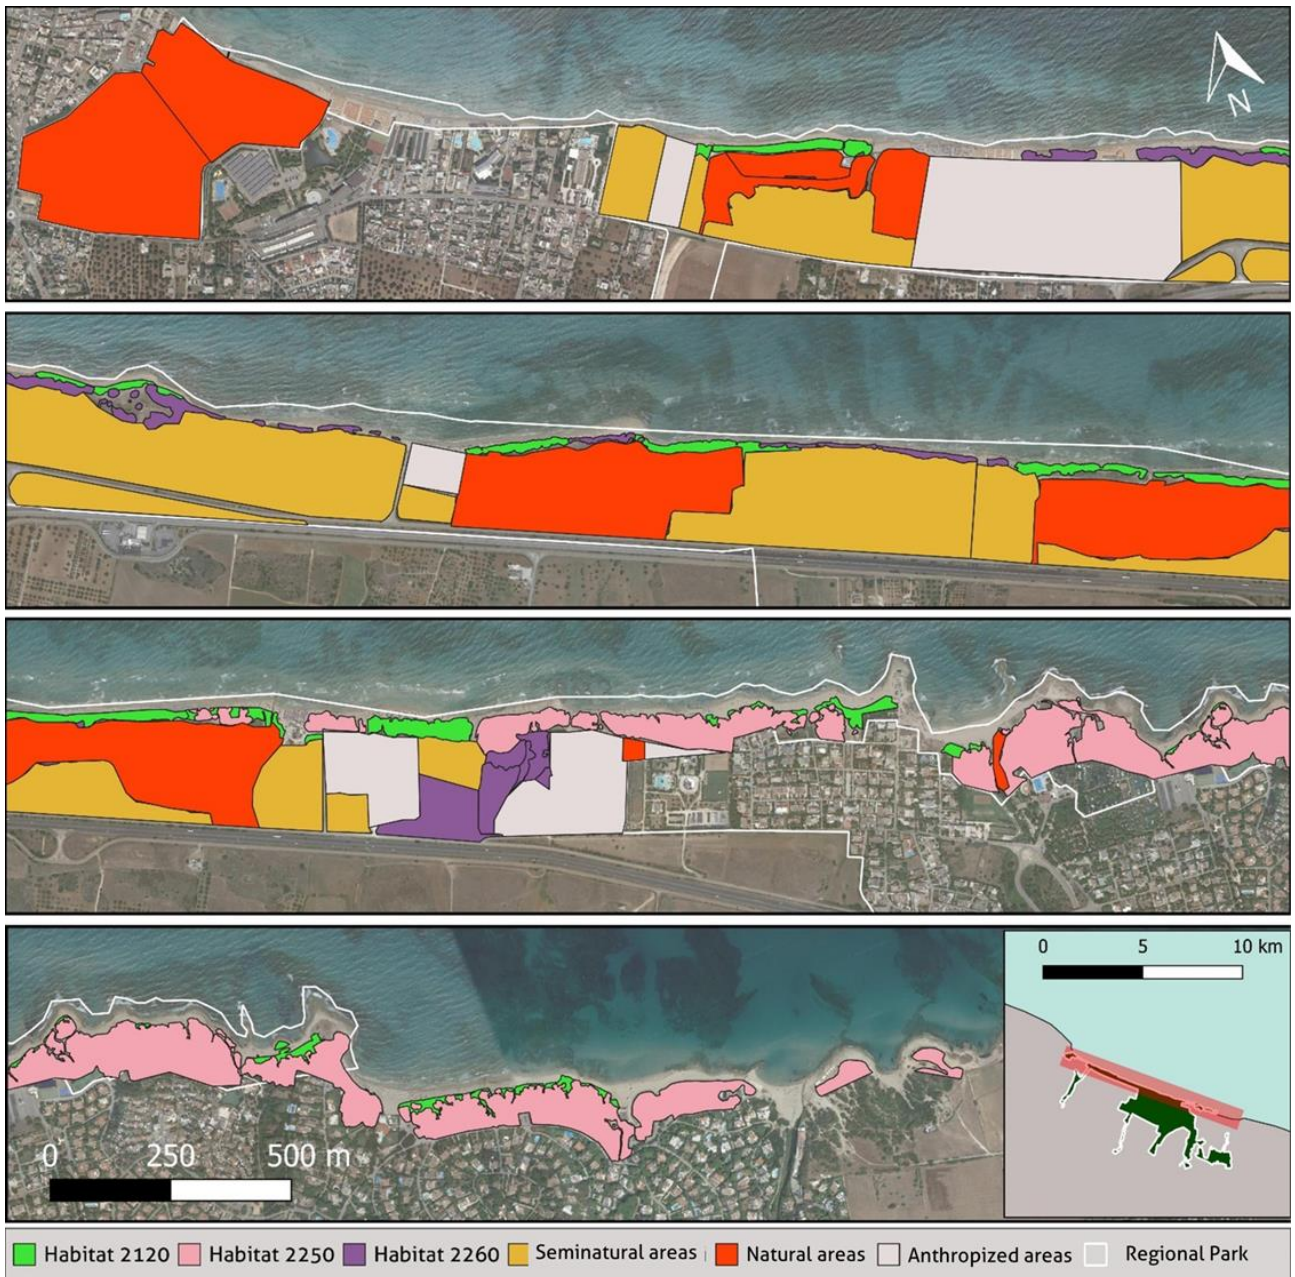 N
0 5 10 km
0 250 500 m
Habitat 2120 Habitat 2250 Habitat 2260 Seminatural areas Natural areas Anthropized areas Regional Park